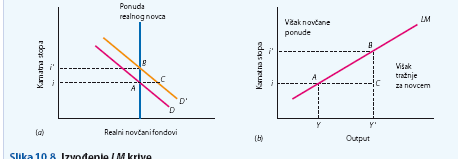 Ponuda
realnog novca
Kamatna stopa
i'
i
B
C
A
D'
D
(a)
Realni novčani fondovi
Višak novčane
ponude
LM
Kamatna stopa
i'
i
B
A
C
Višak
tražnje
za novcem
Y
Y'
(b)
Output
Slika 10.8 Izvođenje LM krive